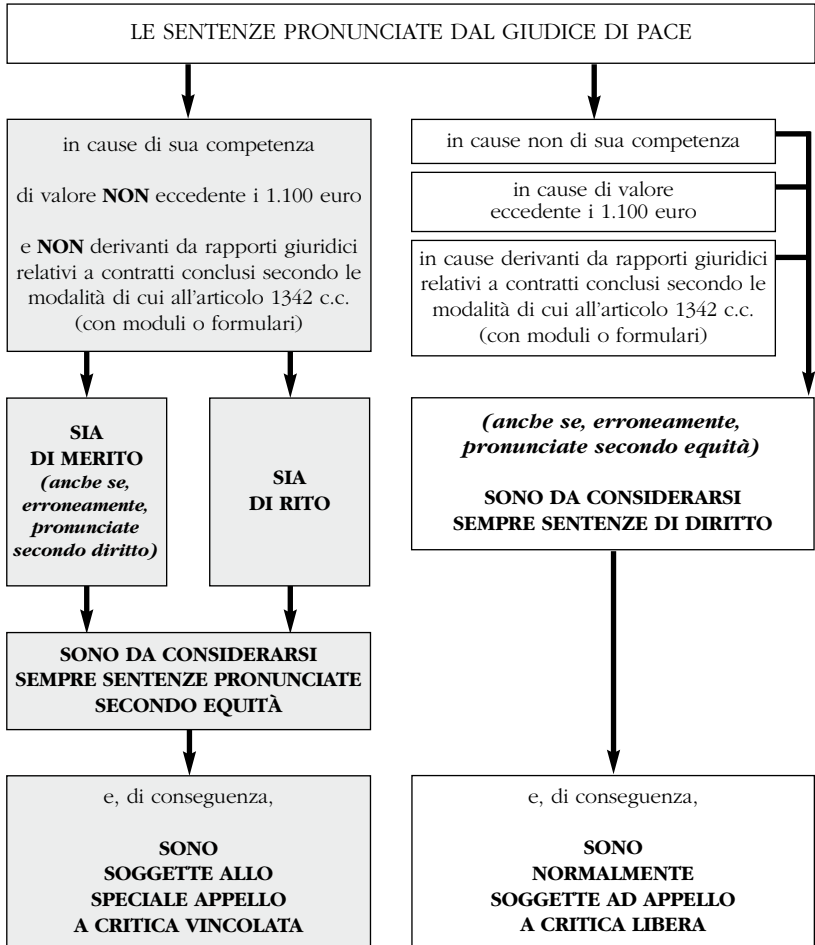 LE SENTENZE PRONUNCIATE DAL GIUDICE DI PACE
in cause di sua competenza
di valore NON eccedente i 1.100 euro
e NON derivanti da rapporti giuridici
relativi a contratti conclusi secondo le
modalità di cui all'articolo 1342 c.c.
(con moduli o formulari)
in cause non di sua competenza
in cause di valore
eccedente i 1.100 euro
in cause derivanti da rapporti giuridici
relativi a contratti conclusi secondo le
modalità di cui all'articolo 1342 c.c.
(con moduli o formulari)
SIA
DI MERITO
(anche se,
erroneamente,
pronunciate
secondo diritto)
SIA
DI RITO
(anche se, erroneamente,
pronunciate secondo equità)
SONO DA CONSIDERARSI
SEMPRE SENTENZE DI DIRITTO
SONO DA CONSIDERARSI
SEMPRE SENTENZE PRONUNCIATE
SECONDO EQUITÀ
e, di conseguenza,
SONO
SOGGETTE ALLO
SPECIALE APPELLO
A CRITICA VINCOLATA
e, di conseguenza,
SONO
NORMALMENTE
SOGGETTE AD APPELLO
A CRITICA LIBERA